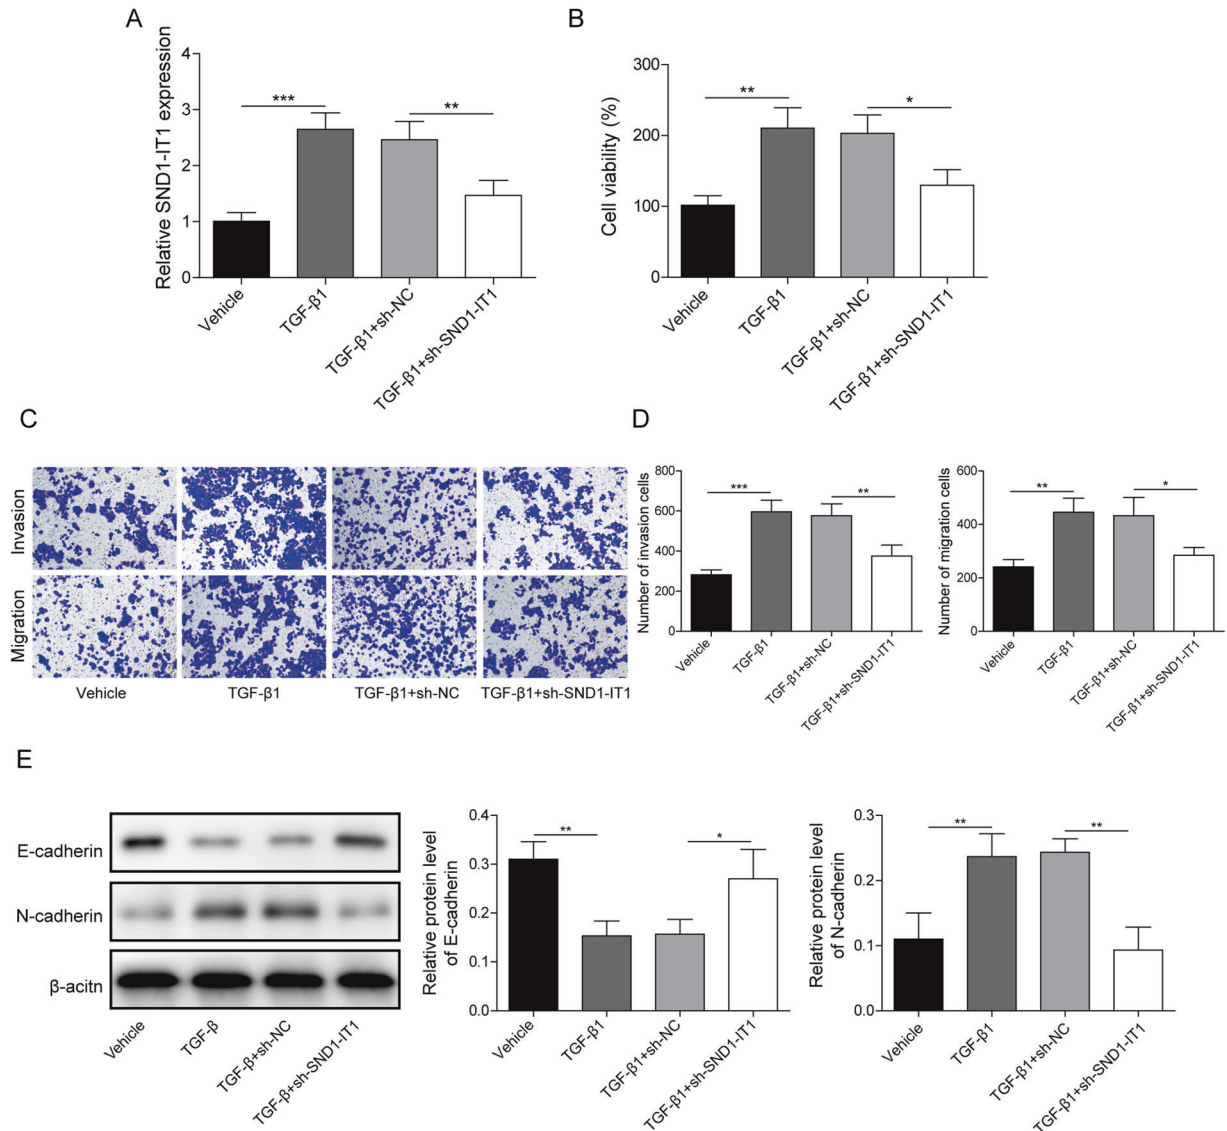 A
Relative SND1-IT1 expression
4
3
2
1
0
***
**
Vehicle
TGF-β1
TGF-β1+sh-NC
TGF-β1+sh-SND1-IT1
B
Cell viability (%)
300
200
100
0
**
*
Vehicle
TGF-β1
TGF-β1+sh-NC
TGF-β1+sh-SND1-IT1
C
Invasion
Migration
Vehicle
TGF-β1
TGF-β1+sh-NC
TGF-β1+sh-SND1-IT1
D
Number of invasion cells
800
600
400
200
0
***
**
Vehicle
TGF-β1
TGF-β1+sh-NC
TGF-β1+sh-SND1-IT1
Number of migration cells
600
400
200
0
**
*
Vehicle
TGF-β1
TGF-β1+sh-NC
TGF-β1+sh-SND1-IT1
E
E-cadherin
N-cadherin
β-acitn
Vehicle
TGF-β
TGF-β+sh-NC
TGF-β+sh-SND1-IT1
Relative protein level
of E-cadherin
0.4
0.3
0.2
0.1
0.0
**
*
Vehicle
TGF-β1
TGF-β1+sh-NC
TGF-β1+sh-SND1-IT1
Relative protein level
of N-cadherin
0.3
0.2
0.1
0.0
**
**
Vehicle
TGF-β1
TGF-β1+sh-NC
TGF-β1+sh-SND1-IT1